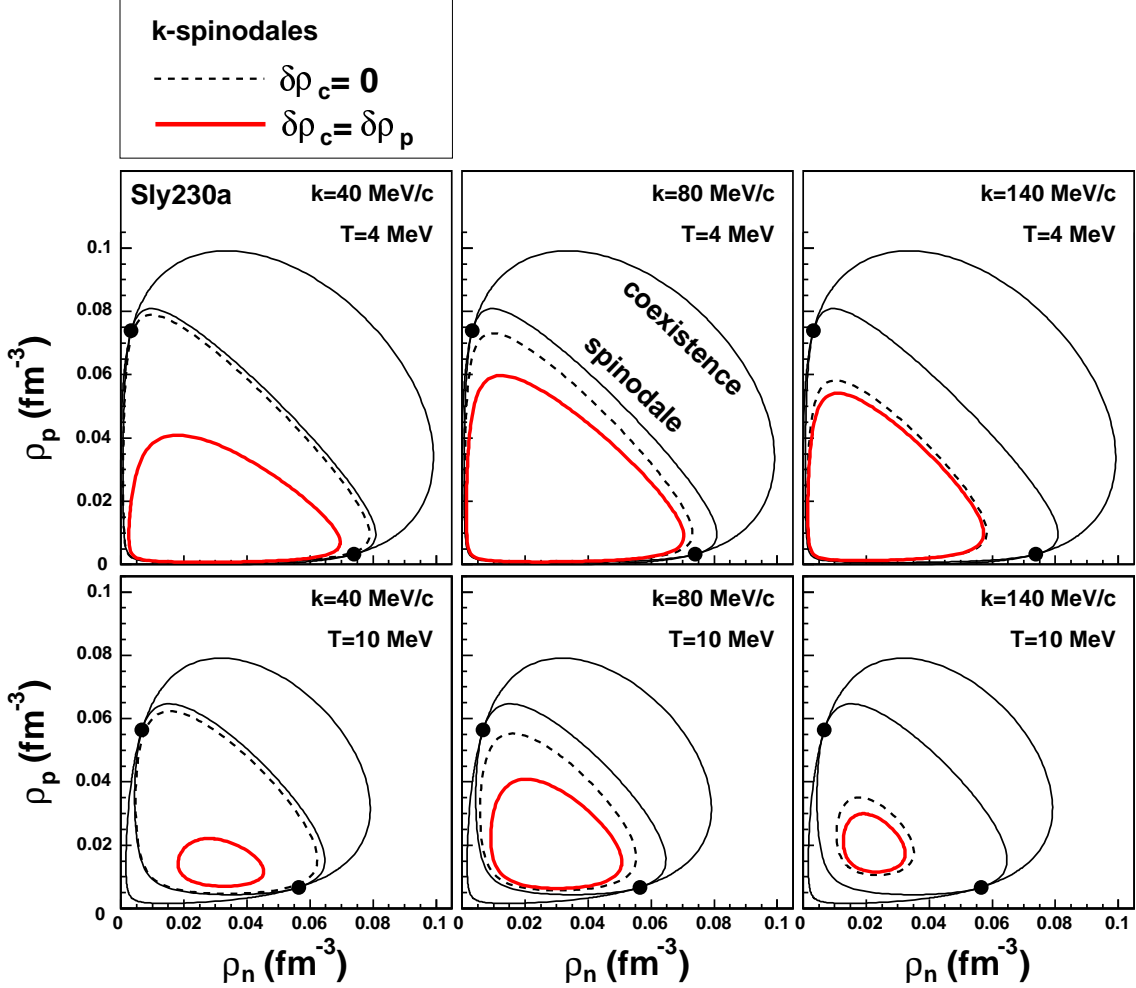 k-spinodales
δρc= 0
δρc= δρp
Sly230a
k=40 MeV/c
T=4 MeV
k=80 MeV/c
T=4 MeV
coexistence
spinodale
k=140 MeV/c
T=4 MeV
ρp (fm-3)
0.1
0.08
0.06
0.04
0.02
0
k=40 MeV/c
T=10 MeV
k=80 MeV/c
T=10 MeV
k=140 MeV/c
T=10 MeV
ρp (fm-3)
0.1
0.08
0.06
0.04
0.02
0
0 0.02 0.04 0.06 0.08 0.1
0 0.02 0.04 0.06 0.08 0.1
0 0.02 0.04 0.06 0.08 0.1
ρn (fm-3)
ρn (fm-3)
ρn (fm-3)